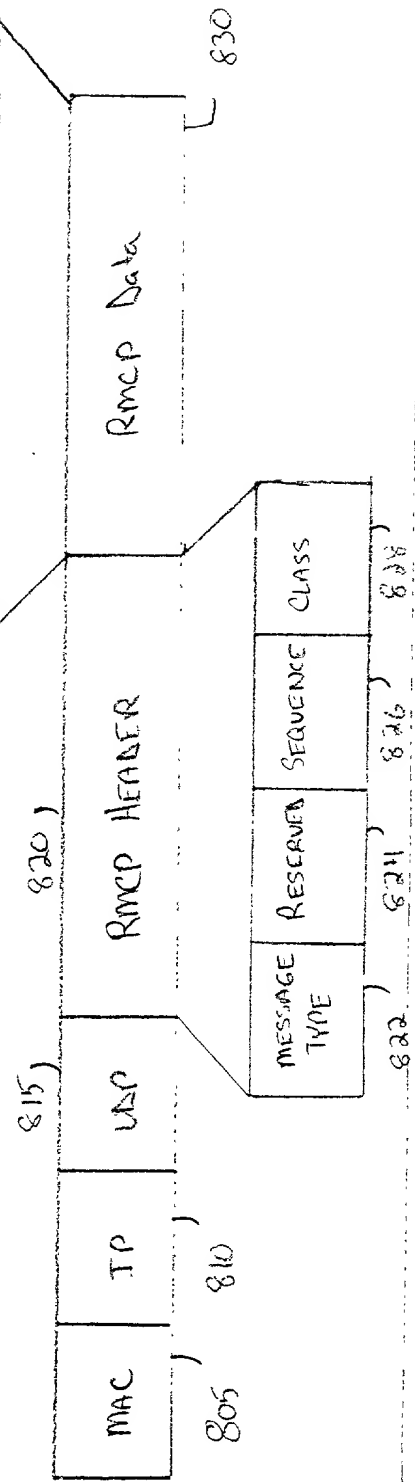 815
820
MAC
IP
UDP
RMCP HEADER
RMCP Data
805
810
830
MESSAGE TYPE
RESERVED
SEQUENCE
CLASS
822
824
826
828